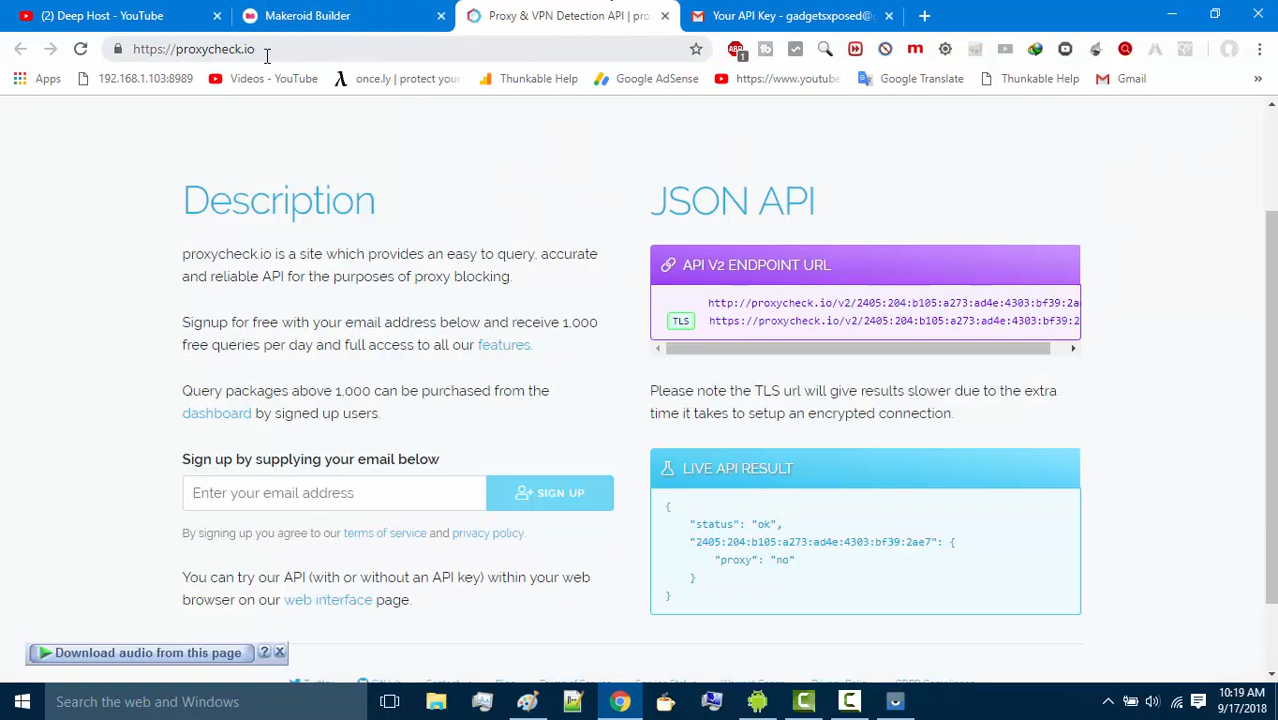 (2) Deep Host - YouTube
Makeroid Builder
Proxy & VPN Detection API | pro
Your API Key - gadgetsxposed@g
https://proxycheck.io
Apps
192.168.1.103:8989
Videos - YouTube
once.ly | protect your
Thunkable Help
Google AdSense
https://www.youtube
Google Translate
Thunkable Help
Gmail
Description
proxycheck.io is a site which provides an easy to query, accurate
and reliable API for the purposes of proxy blocking.
Signup for free with your email address below and receive 1,000
free queries per day and full access to all our features.
Query packages above 1,000 can be purchased from the
dashboard by signed up users.
Sign up by supplying your email below
Enter your email address
SIGN UP
By signing up you agree to our terms of service and privacy policy.
You can try our API (with or without an API key) within your web
browser on our web interface page.
JSON API
API V2 ENDPOINT URL
http://proxycheck.io/v2/2405:204:b105:a273:ad4e:4303:bf39:2a
TLS https://proxycheck.io/v2/2405:204:b105:a273:ad4e:4303:bf39:2
Please note the TLS url will give results slower due to the extra
time it takes to setup an encrypted connection.
LIVE API RESULT
{
"status": "ok",
"2405:204:b105:a273:ad4e:4303:bf39:2ae7": {
"proxy": "no"
}
}
Download audio from this page
?
Search the web and Windows
10:19 AM
9/17/2018